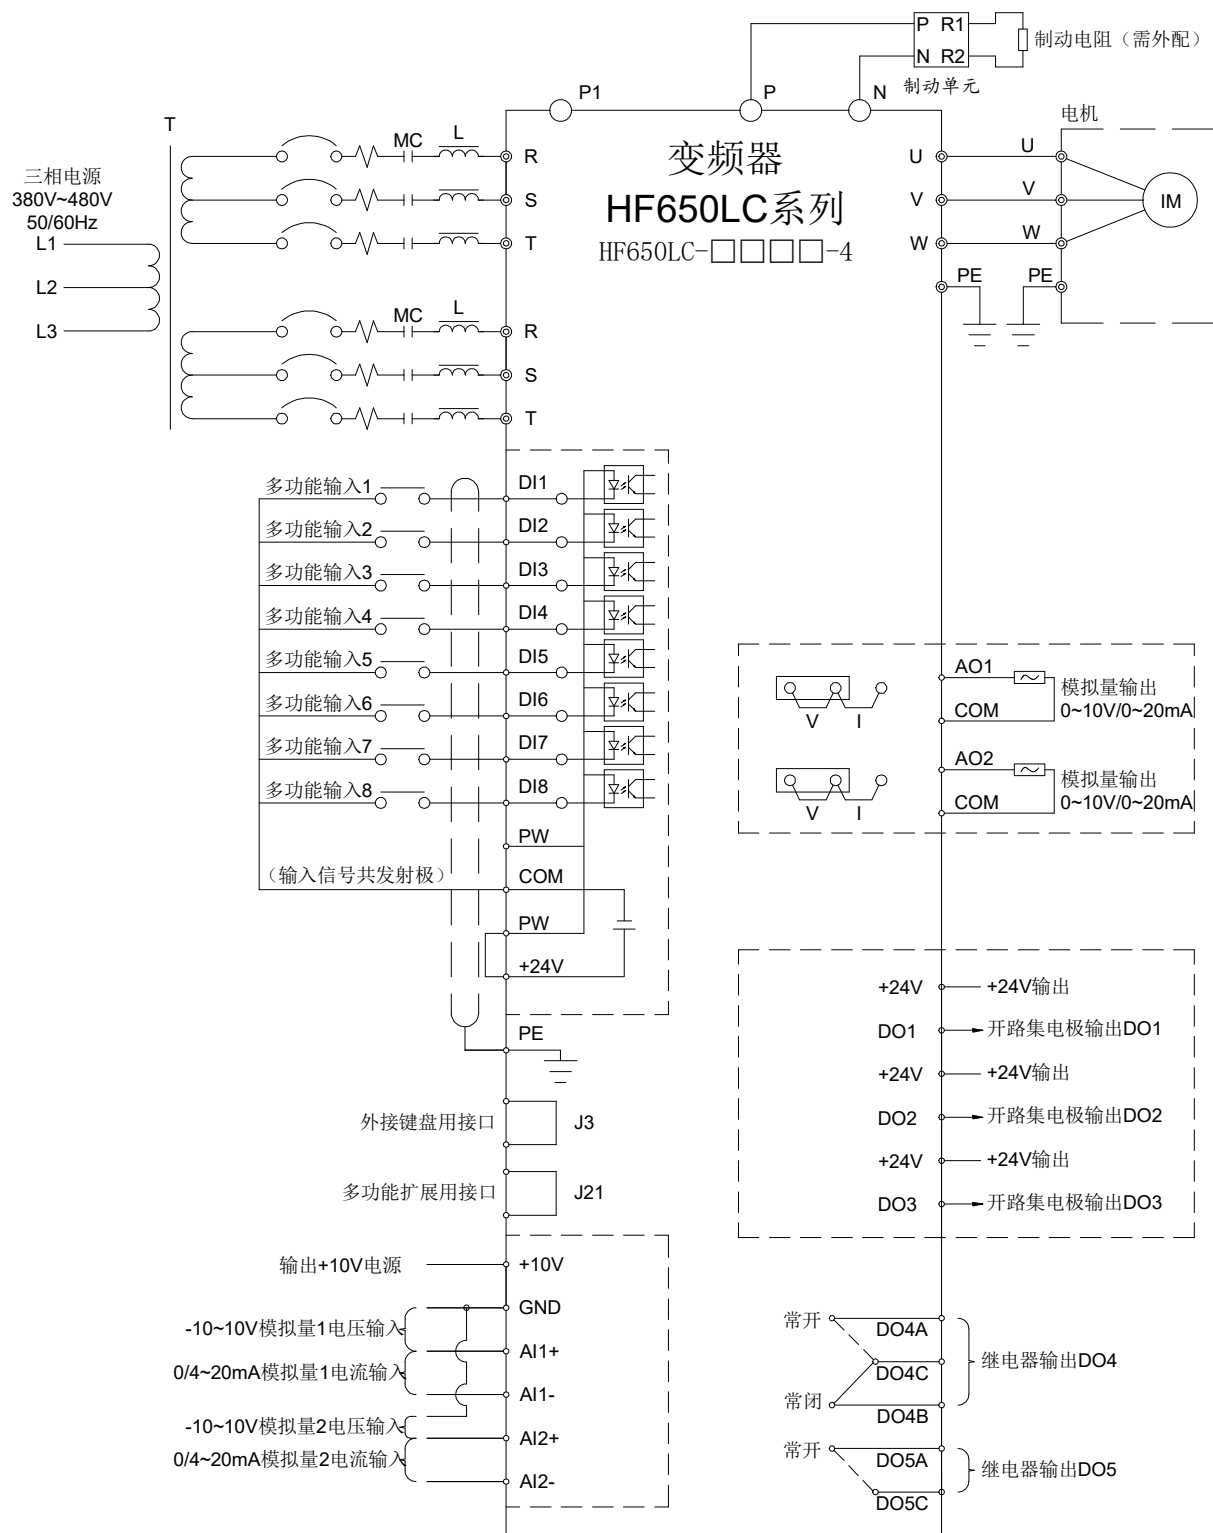 P R1
N R2
制动电阻（需外配）
制动单元
P1
P
N
T
三相电源
380V~480V
50/60Hz
L1
L2
L3
MC
L
R
S
T
MC
L
R
S
T
变频器
HF650LC系列
HF650LC-□□□□-4
电机
U
U
V
V
W
W
PE
PE
IM
多功能输入1
DI1
多功能输入2
DI2
多功能输入3
DI3
多功能输入4
DI4
多功能输入5
DI5
多功能输入6
DI6
多功能输入7
DI7
多功能输入8
DI8
PW
（输入信号共发射极）
COM
PW
+24V
PE
外接键盘用接口
J3
多功能扩展用接口
J21
输出+10V电源
+10V
GND
-10~10V模拟量1电压输入
AI1+
0/4~20mA模拟量1电流输入
AI1-
-10~10V模拟量2电压输入
AI2+
0/4~20mA模拟量2电流输入
AI2-
V I
AO1
模拟量输出
COM
0~10V/0~20mA
V I
AO2
模拟量输出
COM
0~10V/0~20mA
+24V
+24V输出
DO1
开路集电极输出DO1
+24V
+24V输出
DO2
开路集电极输出DO2
+24V
+24V输出
DO3
开路集电极输出DO3
常开
DO4A
DO4C
继电器输出DO4
常闭
DO4B
常开
DO5A
继电器输出DO5
DO5C